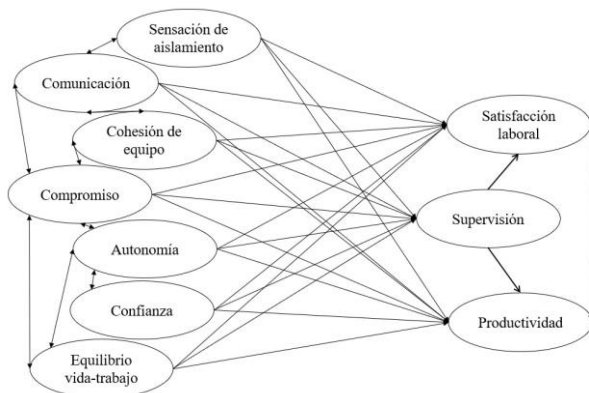 Sensación de
aislamiento
Comunicación
Cohesión de
equipo
Compromiso
Autonomía
Confianza
Equilibrio
vida-trabajo
Satisfacción
laboral
Supervisión
Productividad